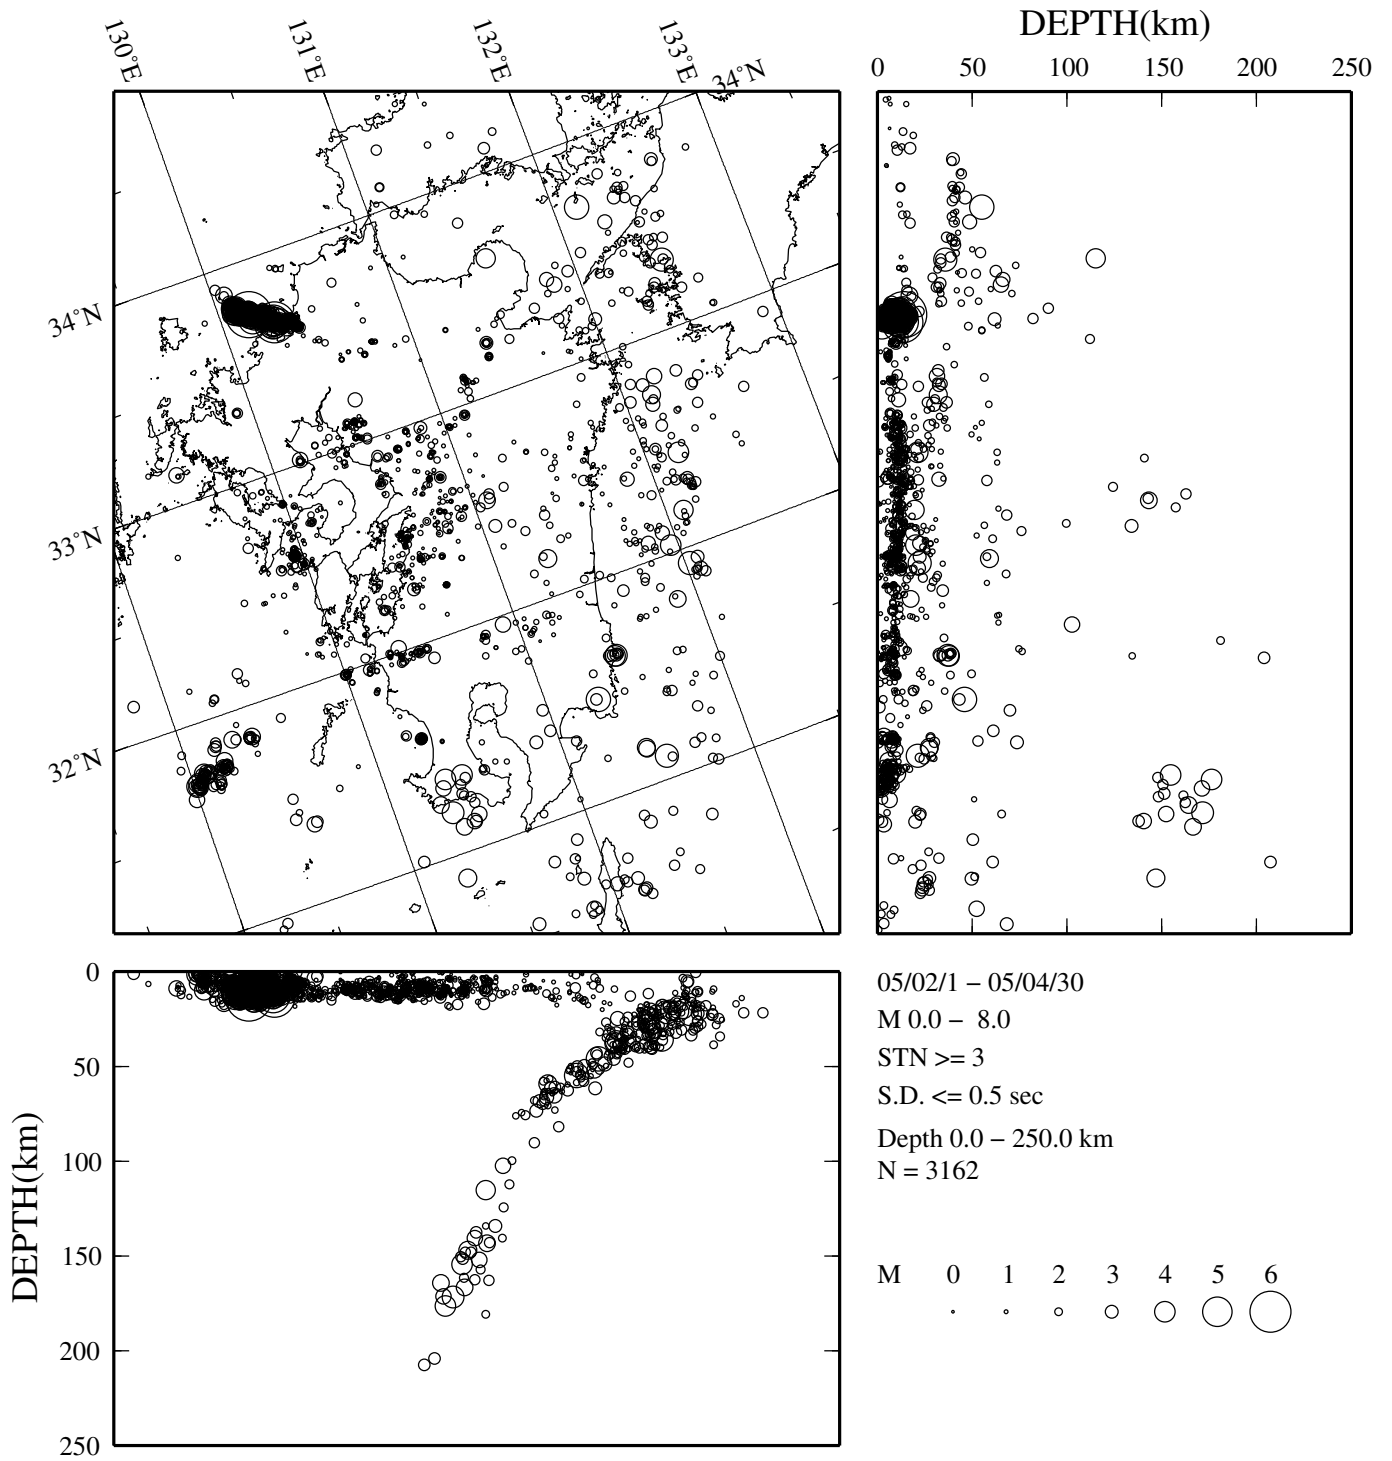 DEPTH(km)
0 50 100 150 200 250
130°E 131°E 132°E 133°E 34°N
34°N
33°N
32°N
0
50
100
150
200
250
DEPTH(km)
05/02/1 – 05/04/30
M 0.0 – 8.0
STN >= 3
S.D. <= 0.5 sec
Depth 0.0 – 250.0 km
N = 3162
M 0 1 2 3 4 5 6